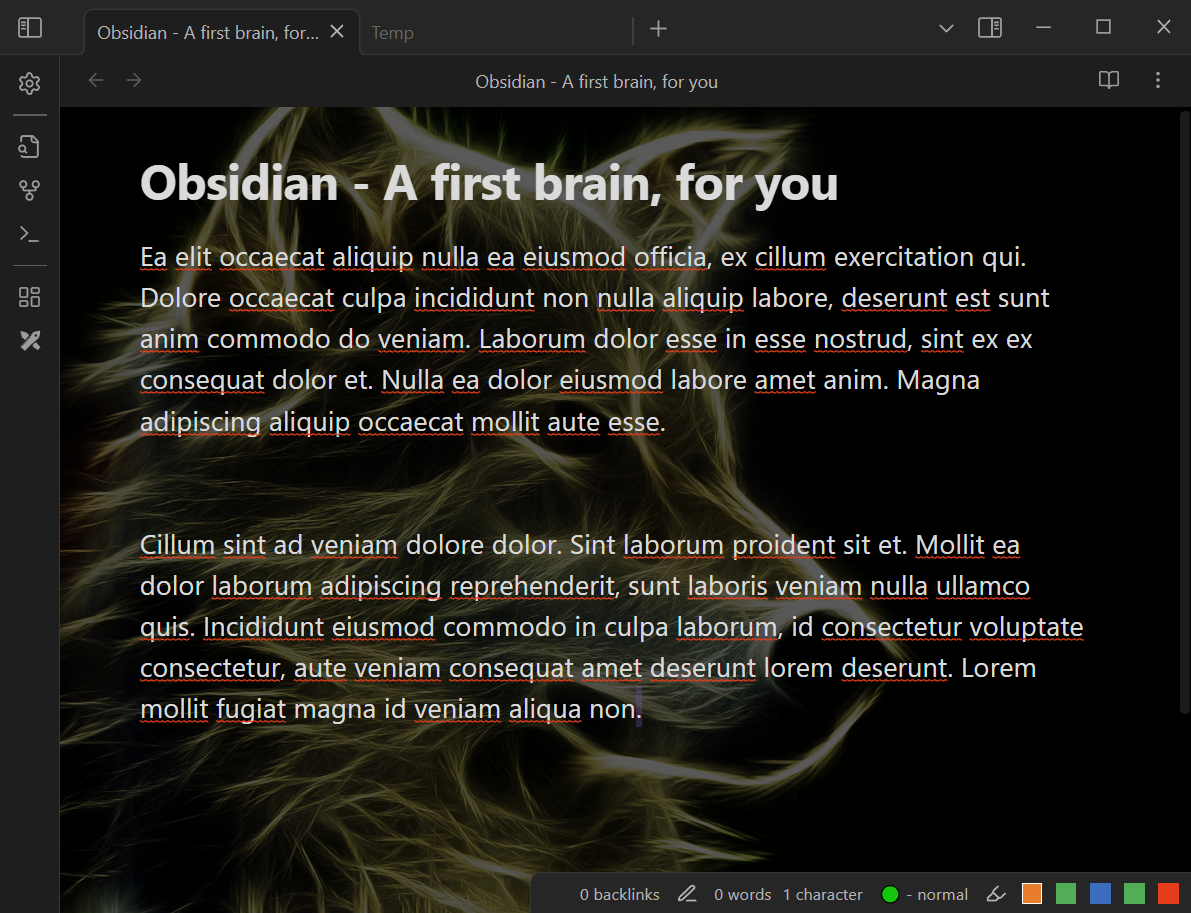 Obsidian - A first brain, for...
Temp
Obsidian - A first brain, for you
Obsidian - A first brain, for you
Ea elit occaecat aliquip nulla ea eiusmod officia, ex cillum exercitation qui.
Dolore occaecat culpa incididunt non nulla aliquip labore, deserunt est sunt
anim commodo do veniam. Laborum dolor esse in esse nostrud, sint ex ex
consequat dolor et. Nulla ea dolor eiusmod labore amet anim. Magna
adipiscing aliquip occaecat mollit aute esse.
Cillum sint ad veniam dolore dolor. Sint laborum proident sit et. Mollit ea
dolor laborum adipiscing reprehenderit, sunt laboris veniam nulla ullamco
quis. Incididunt eiusmod commodo in culpa laborum, id consectetur voluptate
consectetur, aute veniam consequat amet deserunt lorem deserunt. Lorem
mollit fugiat magna id veniam aliqua non.
0 backlinks 0 words 1 character - normal